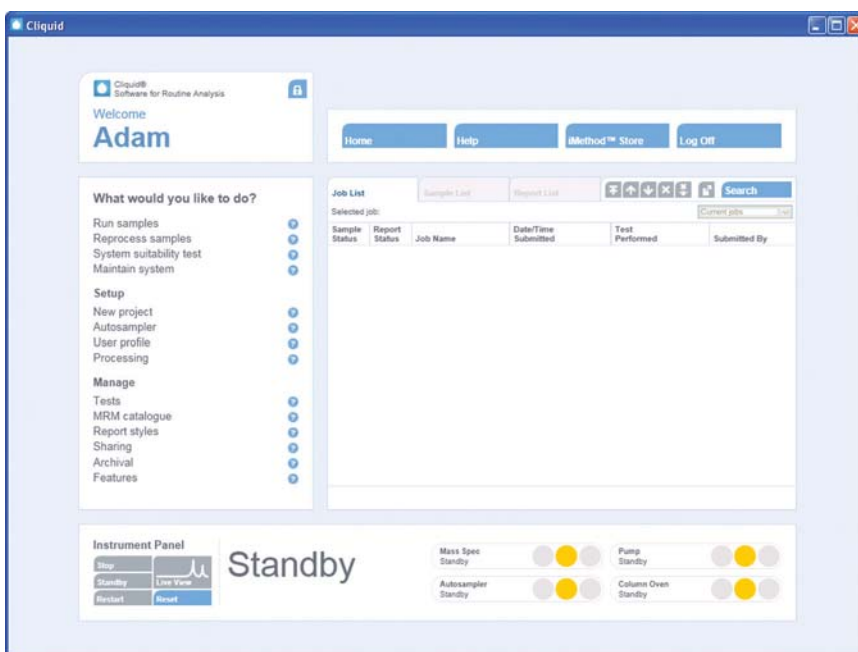 Cliquid
Cliquid®
Software for Routine Analysis
Welcome
Adam
Home
Help
iMethod™ Store
Log Off
What would you like to do?
Run samples
Reprocess samples
System suitability test
Maintain system
Setup
New project
Autosampler
User profile
Processing
Manage
Tests
MRM catalogue
Report styles
Sharing
Archival
Features
Job List
Sample List
Report List
Search
Selected job:
Current jobs
Sample Status
Report Status
Job Name
Date/Time Submitted
Test Performed
Submitted By
Instrument Panel
Stop
Standby
Restart
Live View
Reset
Standby
Mass Spec
Standby
Pump
Standby
Autosampler
Standby
Column Oven
Standby